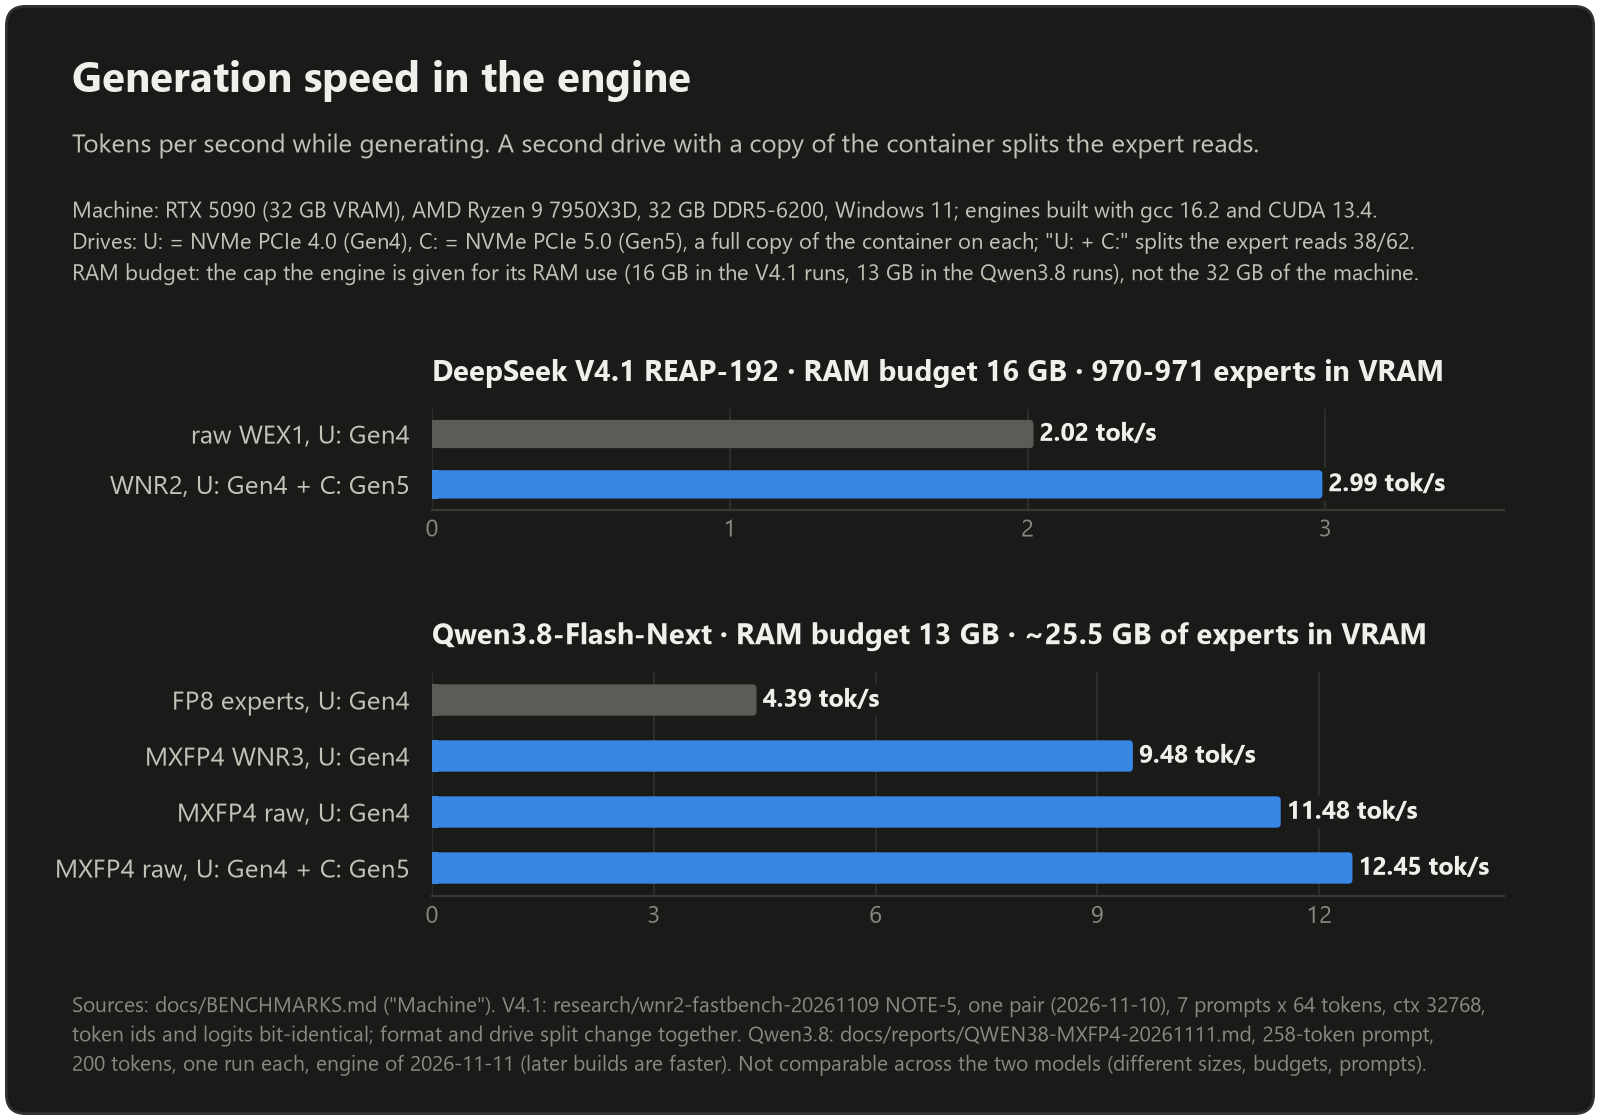 Generation speed in the engine
Tokens per second while generating. A second drive with a copy of the container splits the expert reads.
Machine: RTX 5090 (32 GB VRAM), AMD Ryzen 9 7950X3D, 32 GB DDR5-6200, Windows 11; engines built with gcc 16.2 and CUDA 13.4.
Drives: U: = NVMe PCIe 4.0 (Gen4), C: = NVMe PCIe 5.0 (Gen5), a full copy of the container on each; "U: + C:" splits the expert reads 38/62.
RAM budget: the cap the engine is given for its RAM use (16 GB in the V4.1 runs, 13 GB in the Qwen3.8 runs), not the 32 GB of the machine.
DeepSeek V4.1 REAP-192 · RAM budget 16 GB · 970-971 experts in VRAM
raw WEX1, U: Gen4 2.02 tok/s
WNR2, U: Gen4 + C: Gen5 2.99 tok/s
0 1 2 3
Qwen3.8-Flash-Next · RAM budget 13 GB · ~25.5 GB of experts in VRAM
FP8 experts, U: Gen4 4.39 tok/s
MXFP4 WNR3, U: Gen4 9.48 tok/s
MXFP4 raw, U: Gen4 11.48 tok/s
MXFP4 raw, U: Gen4 + C: Gen5 12.45 tok/s
0 3 6 9 12
Sources: docs/BENCHMARKS.md ("Machine"). V4.1: research/wnr2-fastbench-20261109 NOTE-5, one pair (2026-11-10), 7 prompts x 64 tokens, ctx 32768,
token ids and logits bit-identical; format and drive split change together. Qwen3.8: docs/reports/QWEN38-MXFP4-20261111.md, 258-token prompt,
200 tokens, one run each, engine of 2026-11-11 (later builds are faster). Not comparable across the two models (different sizes, budgets, prompts).